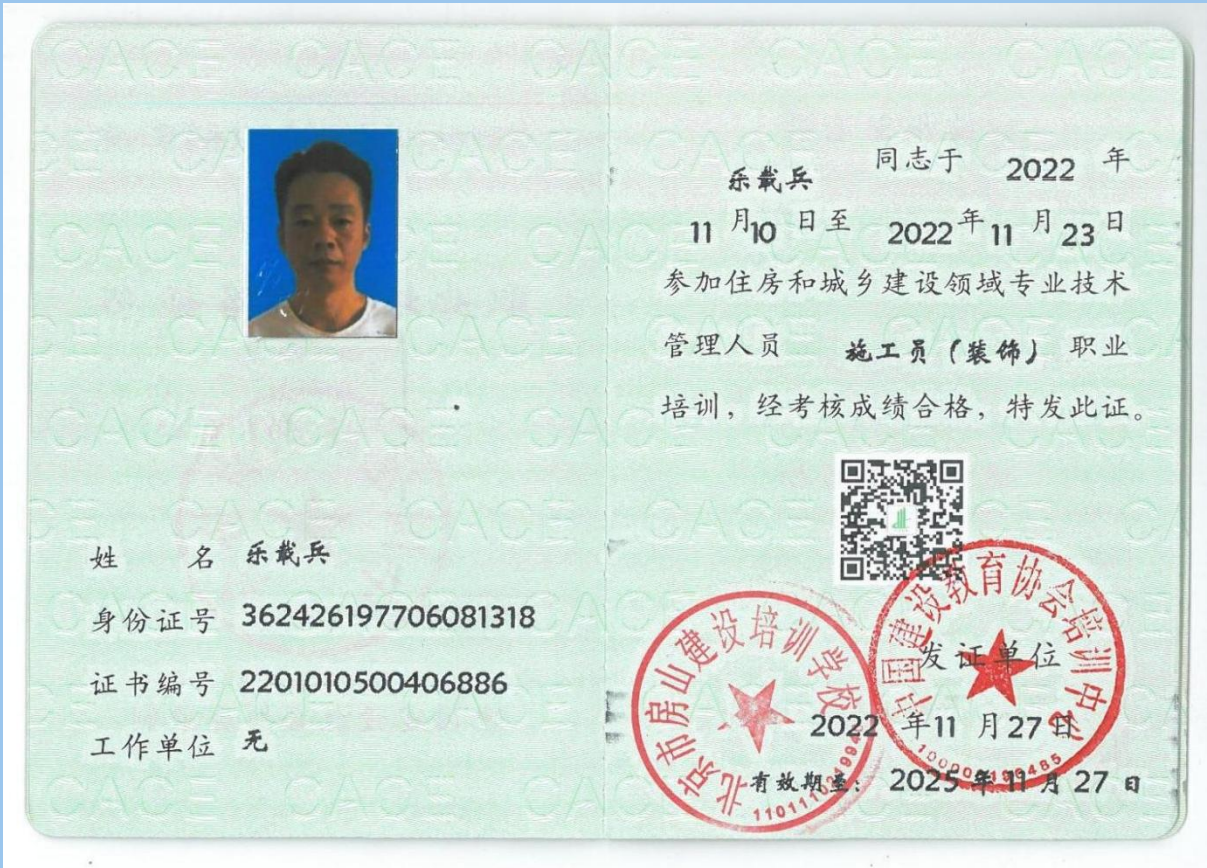 姓 名 乐载兵
身份证号 362426197706081318
证书编号 2201010500406886
工作单位 无
乐载兵 同志于 2022 年
11 月 10 日至 2022 年 11 月 23 日
参加住房和城乡建设领域专业技术
管理人员 施工员（装饰） 职业
培训，经考核成绩合格，特发此证。
北京市房山建设培训学校
中国建设教育协会培训中心
发证单位
2022 年 11 月 27 日
有效期至： 2025 年 11 月 27 日
CACE